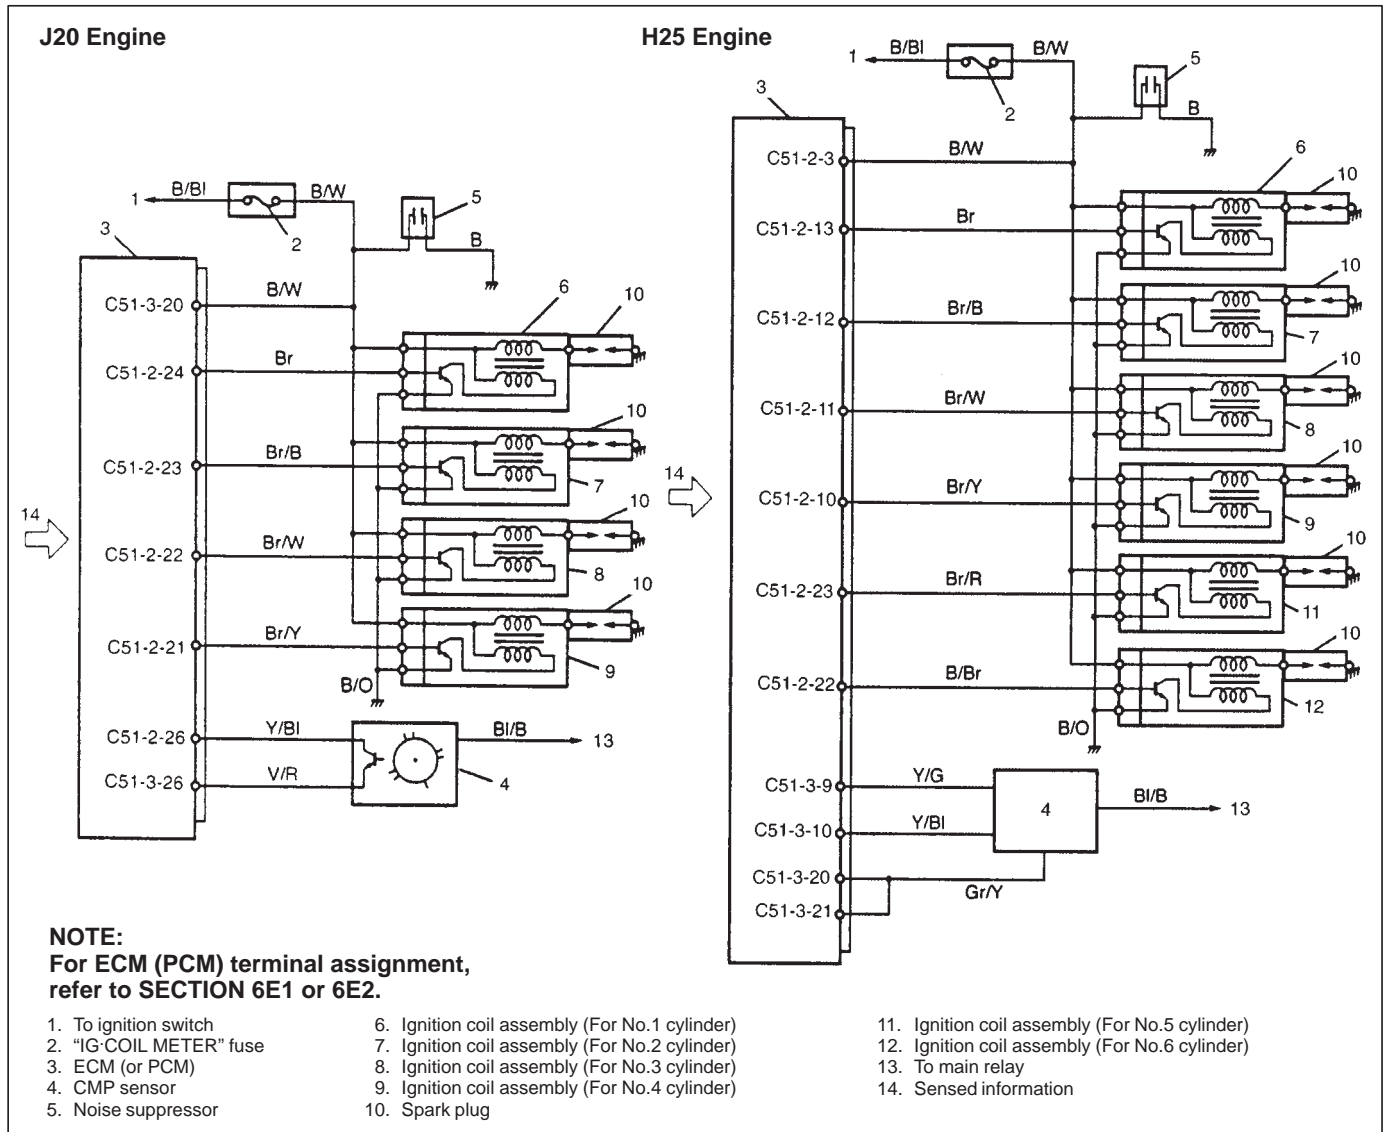 J20 Engine
1 B/Bl B/W
2
5
B
3
C51-3-20 B/W
C51-2-24 Br
6 10
C51-2-23 Br/B
7 10
14
C51-2-22 Br/W
8 10
C51-2-21 Br/Y
9 10
B/O
C51-2-26 Y/Bl
C51-3-26 V/R
4
Bl/B 13
H25 Engine
1 B/Bl B/W
2
5
B
3
C51-2-3 B/W
C51-2-13 Br
6 10
C51-2-12 Br/B
7 10
C51-2-11 Br/W
8 10
14
C51-2-10 Br/Y
9 10
C51-2-23 Br/R
11 10
C51-2-22 B/Br
12 10
B/O
C51-3-9 Y/G
C51-3-10 Y/Bl
4
Bl/B 13
C51-3-20
Gr/Y
C51-3-21
NOTE:
For ECM (PCM) terminal assignment,
refer to SECTION 6E1 or 6E2.
1. To ignition switch
2. “IG·COIL METER” fuse
3. ECM (or PCM)
4. CMP sensor
5. Noise suppressor
6. Ignition coil assembly (For No.1 cylinder)
7. Ignition coil assembly (For No.2 cylinder)
8. Ignition coil assembly (For No.3 cylinder)
9. Ignition coil assembly (For No.4 cylinder)
10. Spark plug
11. Ignition coil assembly (For No.5 cylinder)
12. Ignition coil assembly (For No.6 cylinder)
13. To main relay
14. Sensed information